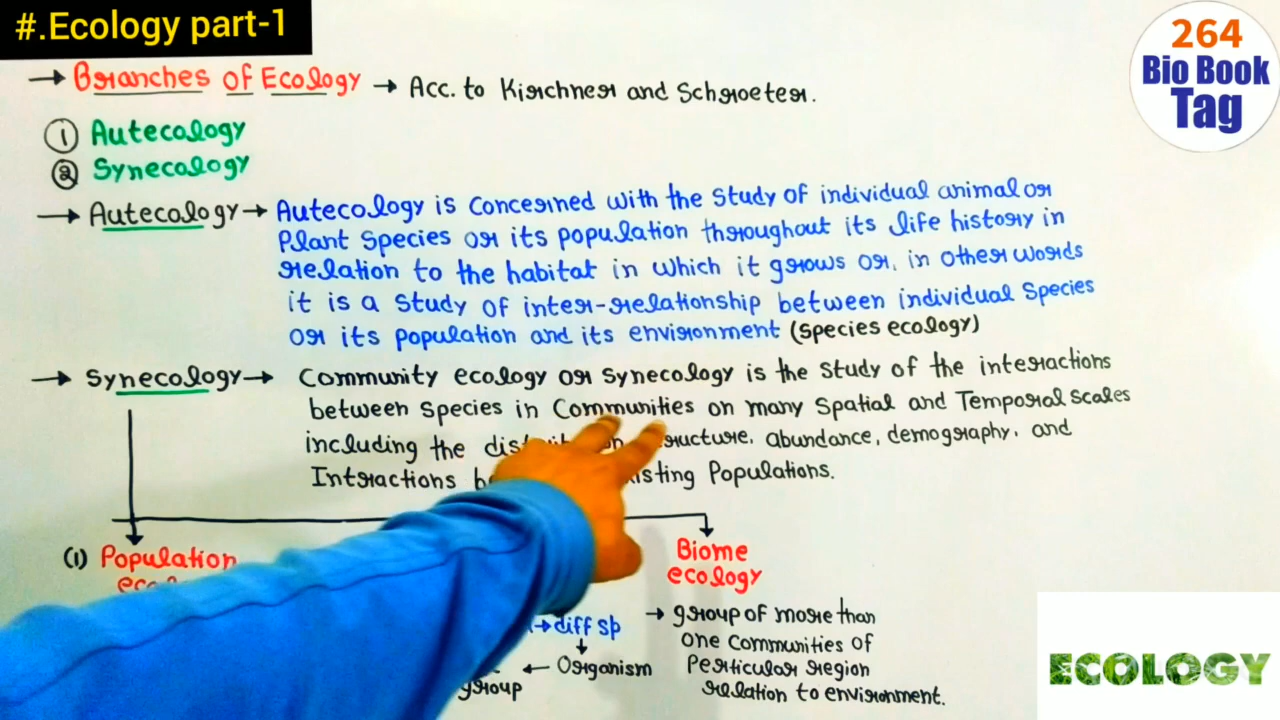 #.Ecology part-1
264
Bio Book
Tag
→ Branches of Ecology → Acc. to Kirchner and Schroeter.
① Autecology
② Synecology
→ Autecology → Autecology is concerned with the study of individual animal or
Plant species or its population throughout its life history in
relation to the habitat in which it grows or, in other words
it is a study of inter-relationship between individual species
or its population and its environment (species ecology)
→ Synecology → Community ecology or synecology is the study of the interactions
between species in Communities on many spatial and Temporal scales
including the structure, abundance, demography, and
Interactions Populations.
(1) Population
Biome
ecology
→ diff sp
→ group of more than
one communities of
Perticular region
relation to environment.
← Organism
group
ECOLOGY